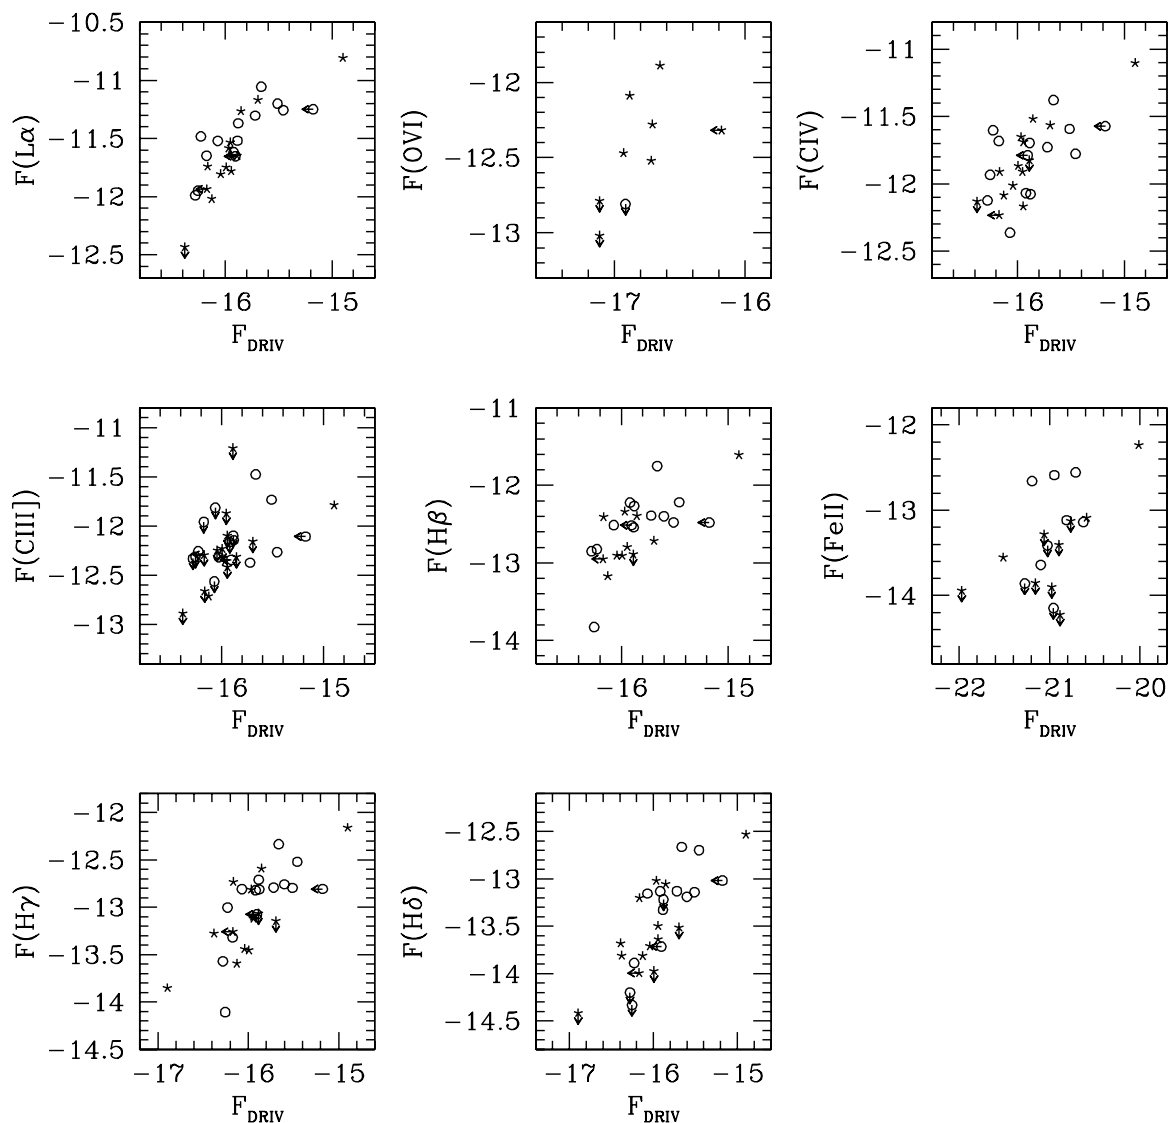 −10.5
−11
−11.5
−12
−12.5
F(Lα)
−16 −15
F_DRIV
−12
−12.5
−13
F(OVI)
−17 −16
F_DRIV
−11
−11.5
−12
−12.5
F(CIV)
−16 −15
F_DRIV
−11
−11.5
−12
−12.5
−13
F(CIII])
−16 −15
F_DRIV
−11
−12
−13
−14
F(Hβ)
−16 −15
F_DRIV
−12
−13
−14
F(FeII)
−22 −21 −20
F_DRIV
−12
−12.5
−13
−13.5
−14
−14.5
F(Hγ)
−17 −16 −15
F_DRIV
−12.5
−13
−13.5
−14
−14.5
F(Hδ)
−17 −16 −15
F_DRIV